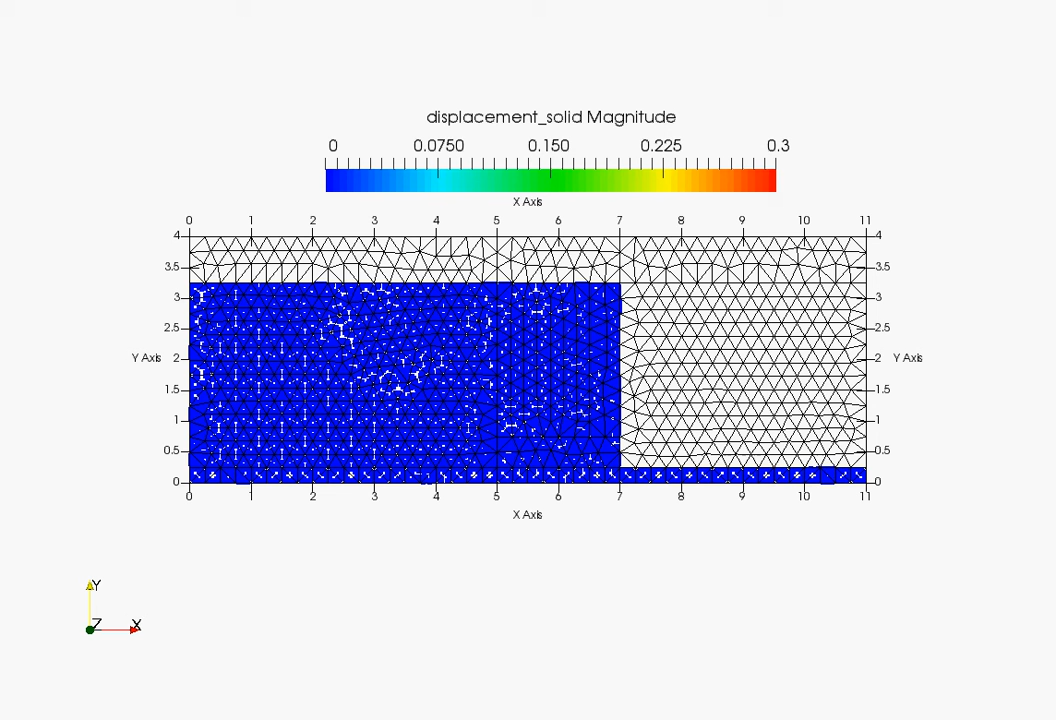 displacement_solid Magnitude
0 0.0750 0.150 0.225 0.3
X Axis
0 1 2 3 4 5 6 7 8 9 10 11
4 4
3.5 3.5
3 3
2.5 2.5
Y Axis 2 2 Y Axis
1.5 1.5
1 1
0.5 0.5
0 0
0 1 2 3 4 5 6 7 8 9 10 11
X Axis
Y
Z X